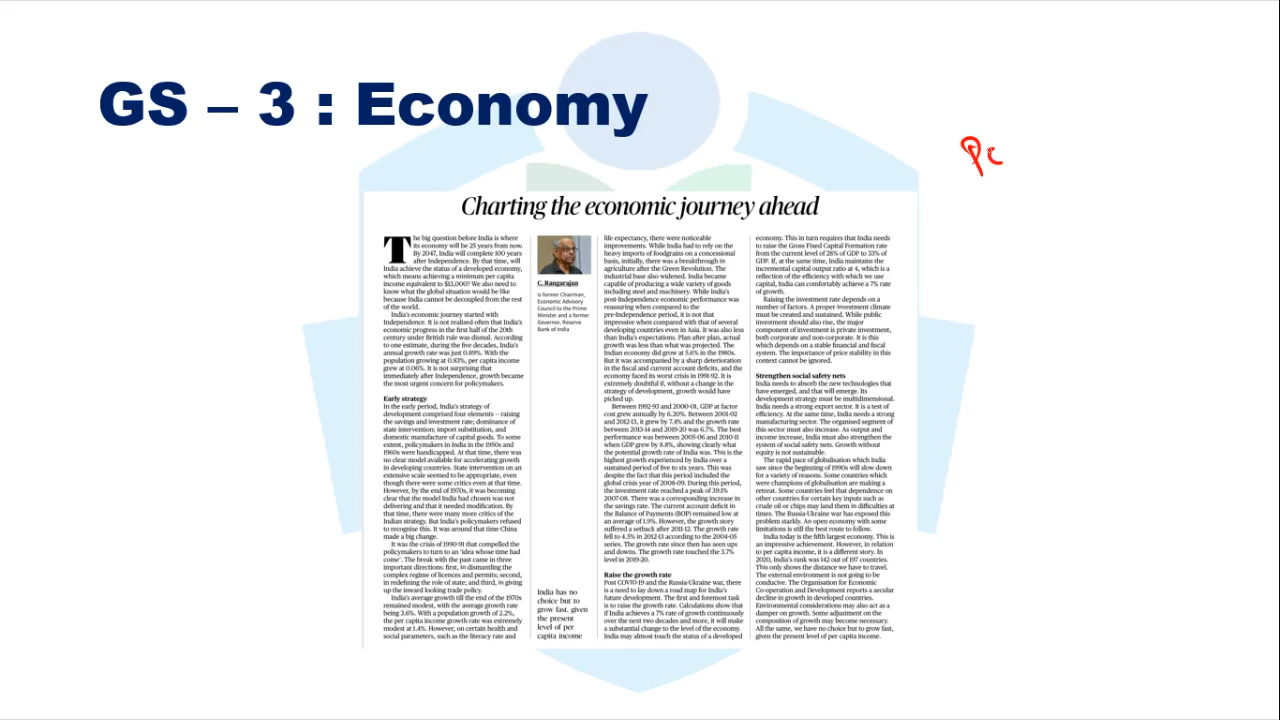 GS – 3 : Economy
Pc
Charting the economic journey ahead
The big question before India is where
its economy will be 25 years from now.
By 2047, India will complete 100 years
after Independence. By that time, will
India achieve the status of a developed economy,
which means achieving a minimum per capita
income equivalent to $13,000? We also need to
know what the global situation would be like
because India cannot be decoupled from the rest
of the world.
India's economic journey started with
Independence. It is not realised often that India's
economic progress in the first half of the 20th
century under British rule was dismal. According
to one estimate, during the five decades, India's
annual growth rate was just 0.89%. With the
population growing at 0.83%, per capita income
grew at 0.06%. It is not surprising that
immediately after Independence, growth became
the most urgent concern for policymakers.
Early strategy
In the early period, India's strategy of
development comprised four elements – raising
the savings and investment rate; dominance of
state intervention; import substitution, and
domestic manufacture of capital goods. To some
extent, policymakers in India in the 1950s and
1960s were handicapped. At that time, there was
no clear model available for accelerating growth
in developing countries. State intervention on an
extensive scale seemed to be appropriate, even
though there were some critics even at that time.
However, by the end of 1970s, it was becoming
clear that the model India had chosen was not
delivering and that it needed modification. By
that time, there were many more critics of the
Indian strategy. But India's policymakers refused
to recognise this. It was around that time China
made a big change.
It was the crisis of 1990-91 that compelled the
policymakers to turn to an 'idea whose time had
come'. The break with the past came in three
important directions: first, in dismantling the
complex regime of licences and permits; second,
in redefining the role of state; and third, in giving
up the inward looking trade policy.
India's average growth till the end of the 1970s
remained modest, with the average growth rate
being 3.6%. With a population growth of 2.2%,
the per capita income growth rate was extremely
modest at 1.4%. However, on certain health and
social parameters, such as the literacy rate and
C. Rangarajan
is former Chairman,
Economic Advisory
Council to the Prime
Minister and a former
Governor, Reserve
Bank of India
India has no
choice but to
grow fast, given
the present
level of per
capita income
life expectancy, there were noticeable
improvements. While India had to rely on the
heavy imports of foodgrains on a concessional
basis, initially, there was a breakthrough in
agriculture after the Green Revolution. The
industrial base also widened. India became
capable of producing a wide variety of goods
including steel and machinery. While India's
post-Independence economic performance was
reassuring when compared to the
pre-Independence period, it is not that
impressive when compared with that of several
developing countries even in Asia. It was also less
than India's expectations. Plan after plan, actual
growth was less than what was projected. The
Indian economy did grow at 5.6% in the 1980s.
But it was accompanied by a sharp deterioration
in the fiscal and current account deficits, and the
economy faced its worst crisis in 1991-92. It is
extremely doubtful if, without a change in the
strategy of development, growth would have
picked up.
Between 1992-93 and 2000-01, GDP at factor
cost grew annually by 6.20%. Between 2001-02
and 2012-13, it grew by 7.4% and the growth rate
between 2013-14 and 2019-20 was 6.7%. The best
performance was between 2005-06 and 2010-11
when GDP grew by 8.8%, showing clearly what
the potential growth rate of India was. This is the
highest growth experienced by India over a
sustained period of five to six years. This was
despite the fact that this period included the
global crisis year of 2008-09. During this period,
the investment rate reached a peak of 39.1%
2007-08. There was a corresponding increase in
the savings rate. The current account deficit in
the Balance of Payments (BOP) remained low at
an average of 1.9%. However, the growth story
suffered a setback after 2011-12. The growth rate
fell to 4.5% in 2012-13 according to the 2004-05
series. The growth rate since then has seen ups
and downs. The growth rate touched the 3.7%
level in 2019-20.
Raise the growth rate
Post COVID-19 and the Russia-Ukraine war, there
is a need to lay down a road map for India's
future development. The first and foremost task
is to raise the growth rate. Calculations show that
if India achieves a 7% rate of growth continuously
over the next two decades and more, it will make
a substantial change to the level of the economy.
India may almost touch the status of a developed
economy. This in turn requires that India needs
to raise the Gross Fixed Capital Formation rate
from the current level of 28% of GDP to 33% of
GDP. If, at the same time, India maintains the
incremental capital output ratio at 4, which is a
reflection of the efficiency with which we use
capital, India can comfortably achieve a 7% rate
of growth.
Raising the investment rate depends on a
number of factors. A proper investment climate
must be created and sustained. While public
investment should also rise, the major
component of investment is private investment,
both corporate and non-corporate. It is this
which depends on a stable financial and fiscal
system. The importance of price stability in this
context cannot be ignored.
Strengthen social safety nets
India needs to absorb the new technologies that
have emerged, and that will emerge. Its
development strategy must be multidimensional.
India needs a strong export sector. It is a test of
efficiency. At the same time, India needs a strong
manufacturing sector. The organised segment of
this sector must also increase. As output and
income increase, India must also strengthen the
system of social safety nets. Growth without
equity is not sustainable.
The rapid pace of globalisation which India
saw since the beginning of 1990s will slow down
for a variety of reasons. Some countries which
were champions of globalisation are making a
retreat. Some countries feel that dependence on
other countries for certain key inputs such as
crude oil or chips may land them in difficulties at
times. The Russia-Ukraine war has exposed this
problem starkly. An open economy with some
limitations is still the best route to follow.
India today is the fifth largest economy. This is
an impressive achievement. However, in relation
to per capita income, it is a different story. In
2020, India's rank was 142 out of 197 countries.
This only shows the distance we have to travel.
The external environment is not going to be
conducive. The Organisation for Economic
Co-operation and Development reports a secular
decline in growth in developed countries.
Environmental considerations may also act as a
damper on growth. Some adjustment on the
composition of growth may become necessary.
All the same, we have no choice but to grow fast,
given the present level of per capita income.